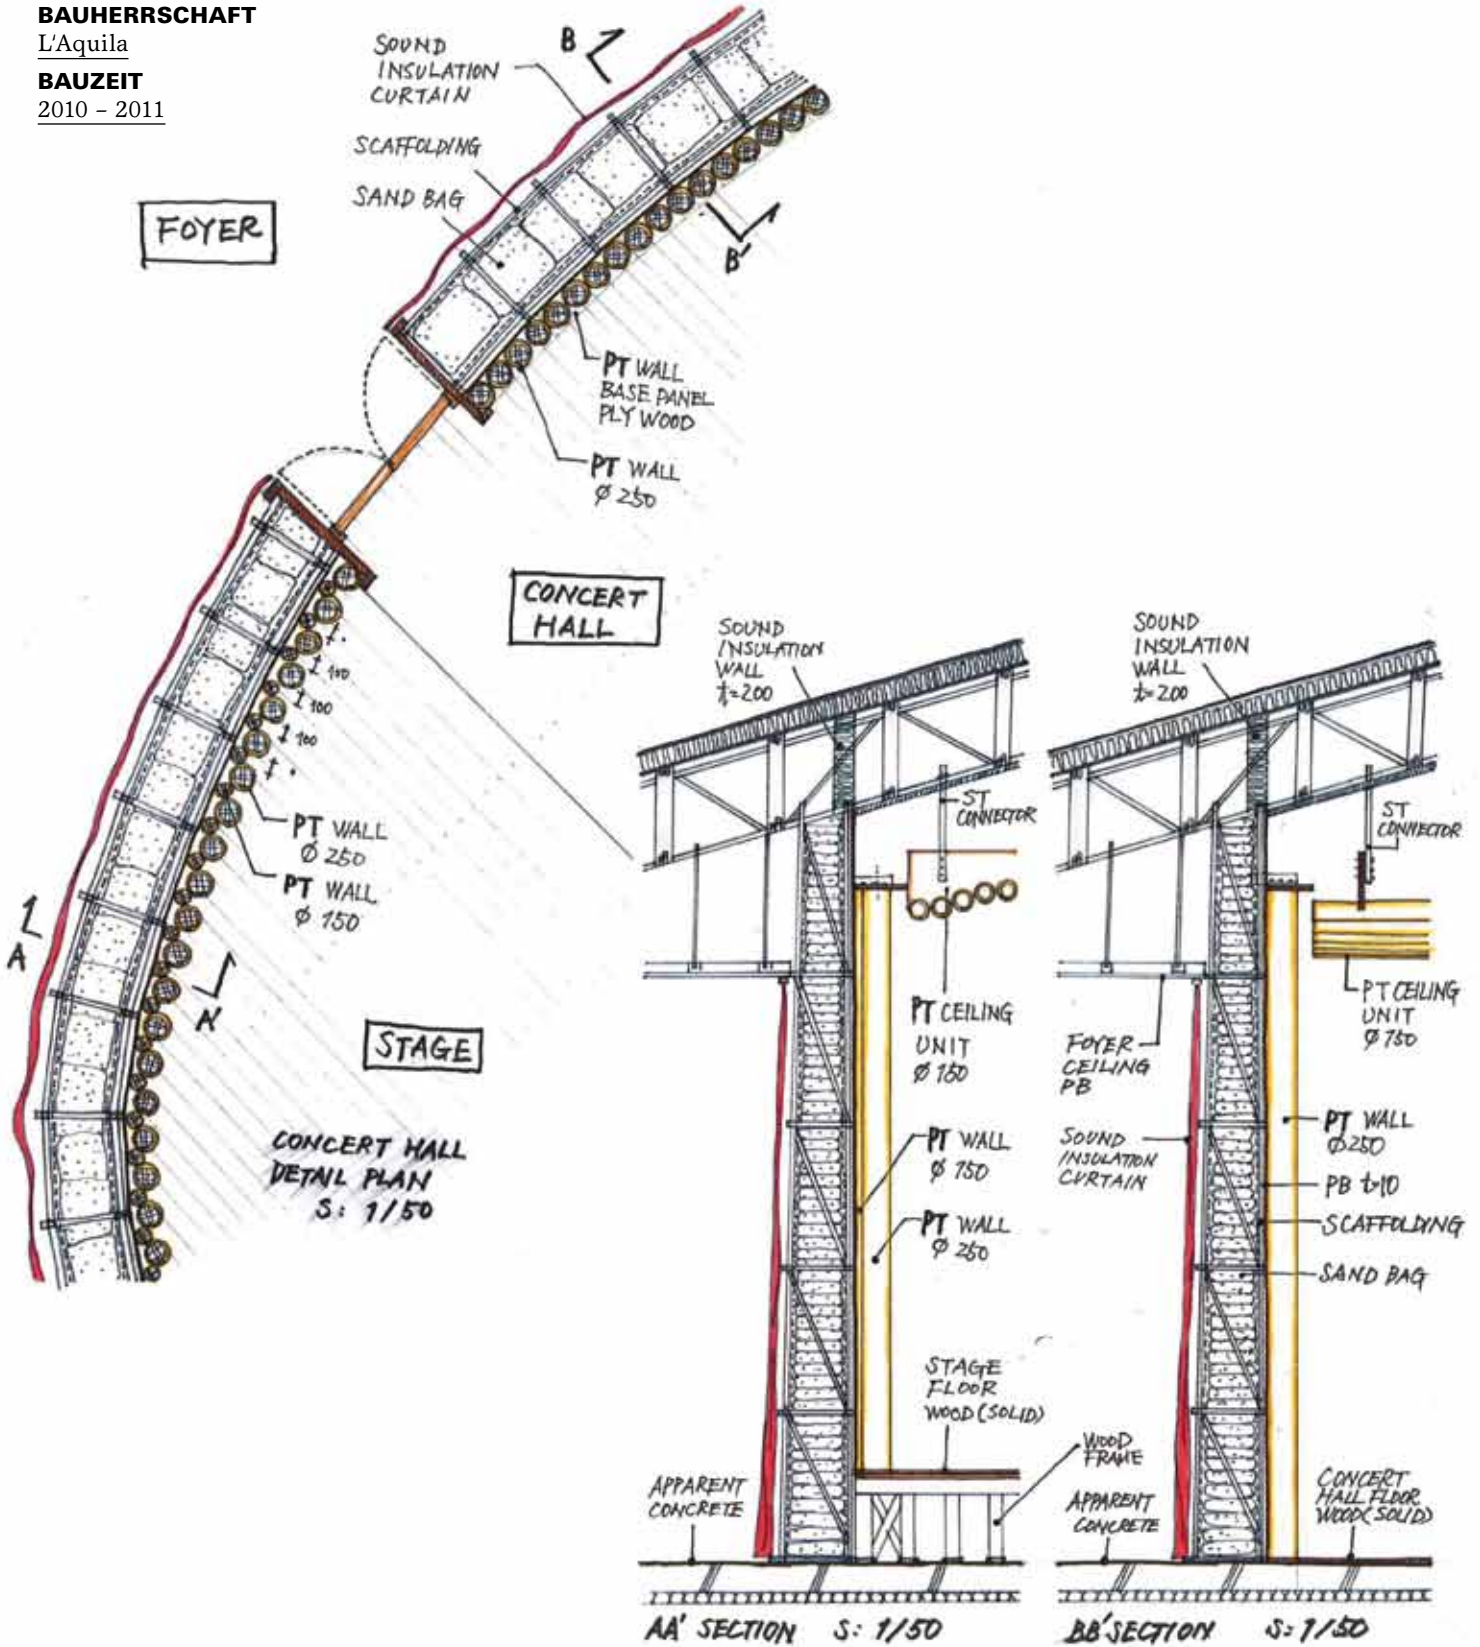 BAUHERRSCHAFT
L'Aquila
BAUZEIT
2010 – 2011
SOUND
INSULATION
CURTAIN
B
SCAFFOLDING
SAND BAG
FOYER
B'
PT WALL
BASE PANEL
PLY WOOD
PT WALL
Ø 250
CONCERT
HALL
100
100
100
PT WALL
Ø 250
PT WALL
Ø 150
A
A'
STAGE
CONCERT HALL
DETAIL PLAN
S: 1/50
SOUND
INSULATION
WALL
t=200
ST
CONNECTOR
PT CEILING
UNIT
Ø 150
PT WALL
Ø 150
PT WALL
Ø 250
STAGE
FLOOR
WOOD (SOLID)
WOOD
FRAME
APPARENT
CONCRETE
AA' SECTION S: 1/50
SOUND
INSULATION
WALL
t=200
ST
CONNECTOR
PT CEILING
UNIT
Ø 150
FOYER
CEILING
PB
SOUND
INSULATION
CURTAIN
PT WALL
Ø 250
PB t=10
SCAFFOLDING
SAND BAG
APPARENT
CONCRETE
CONCERT
HALL FLOOR
WOOD (SOLID)
BB' SECTION S: 1/50